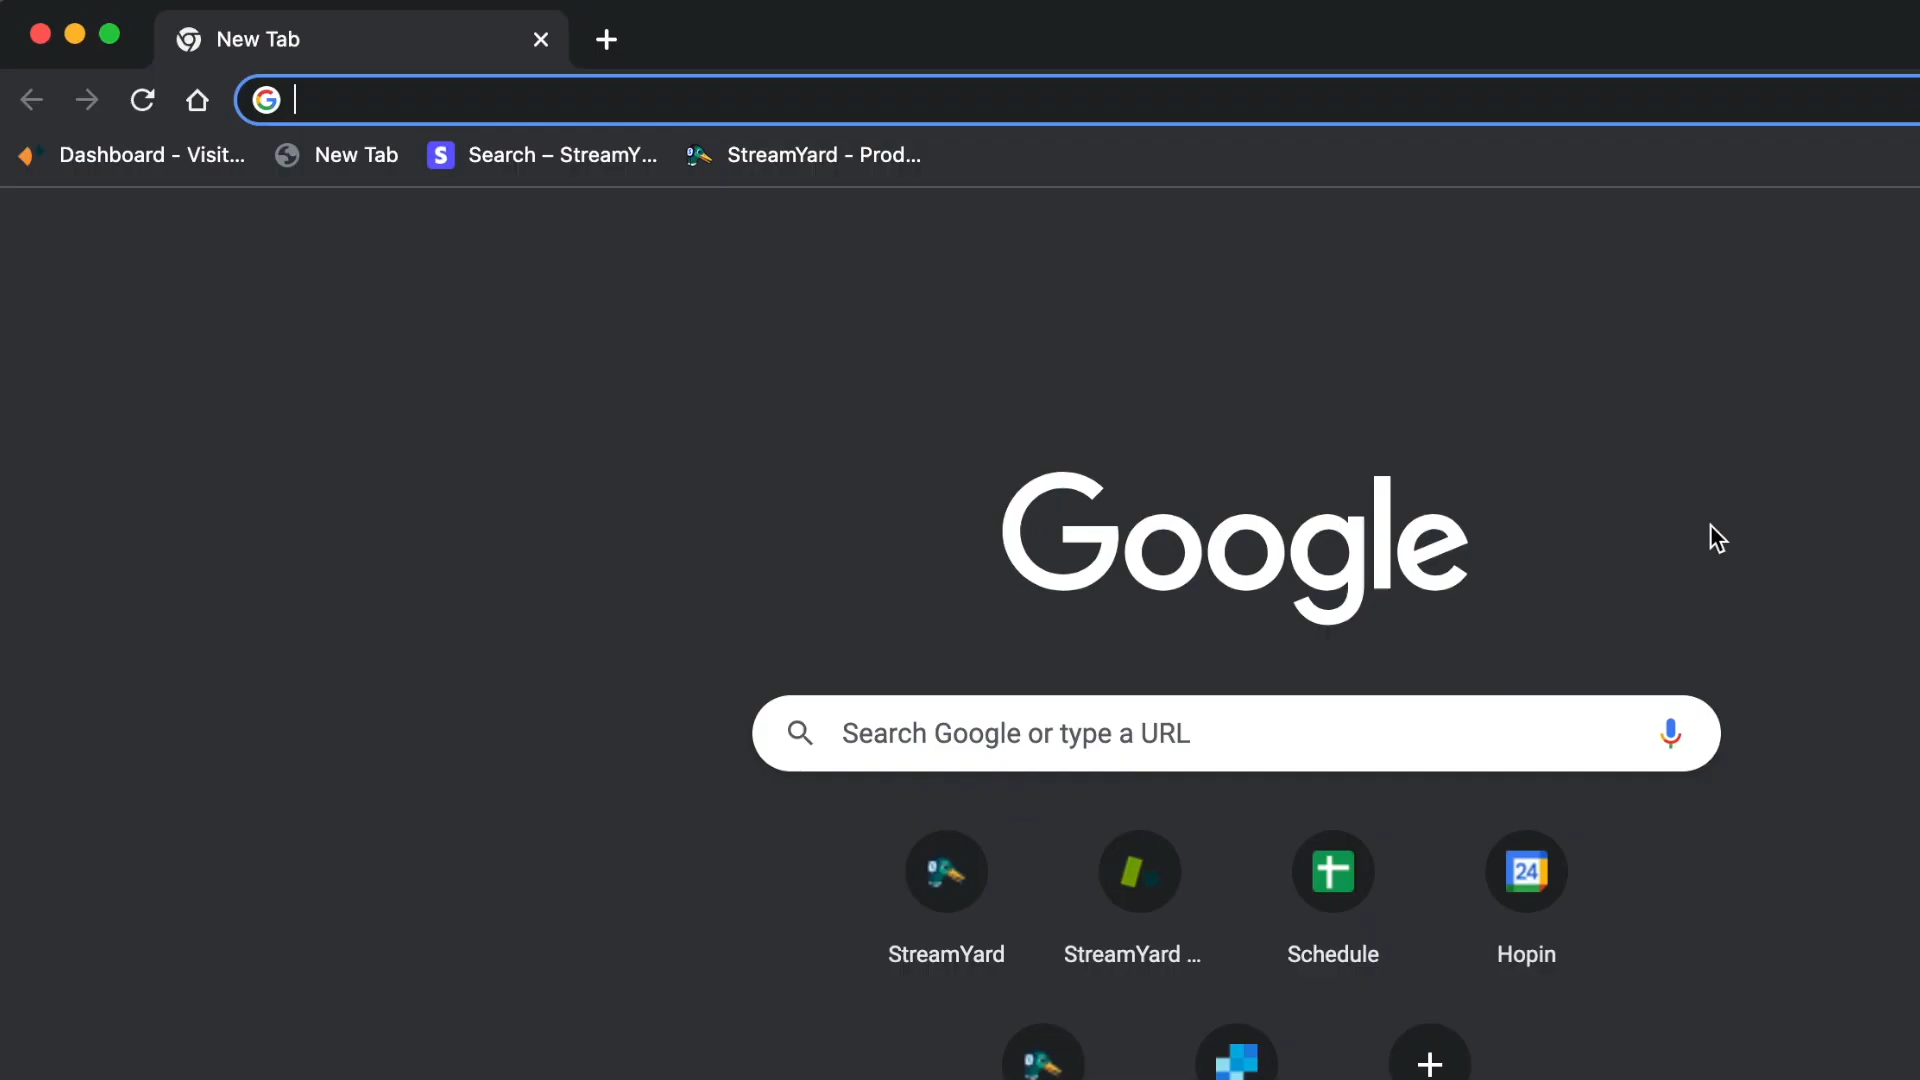 New Tab
Dashboard - Visit...
New Tab
S
Search – StreamY...
StreamYard - Prod...
Google
Search Google or type a URL
24
StreamYard
StreamYard ...
Schedule
Hopin